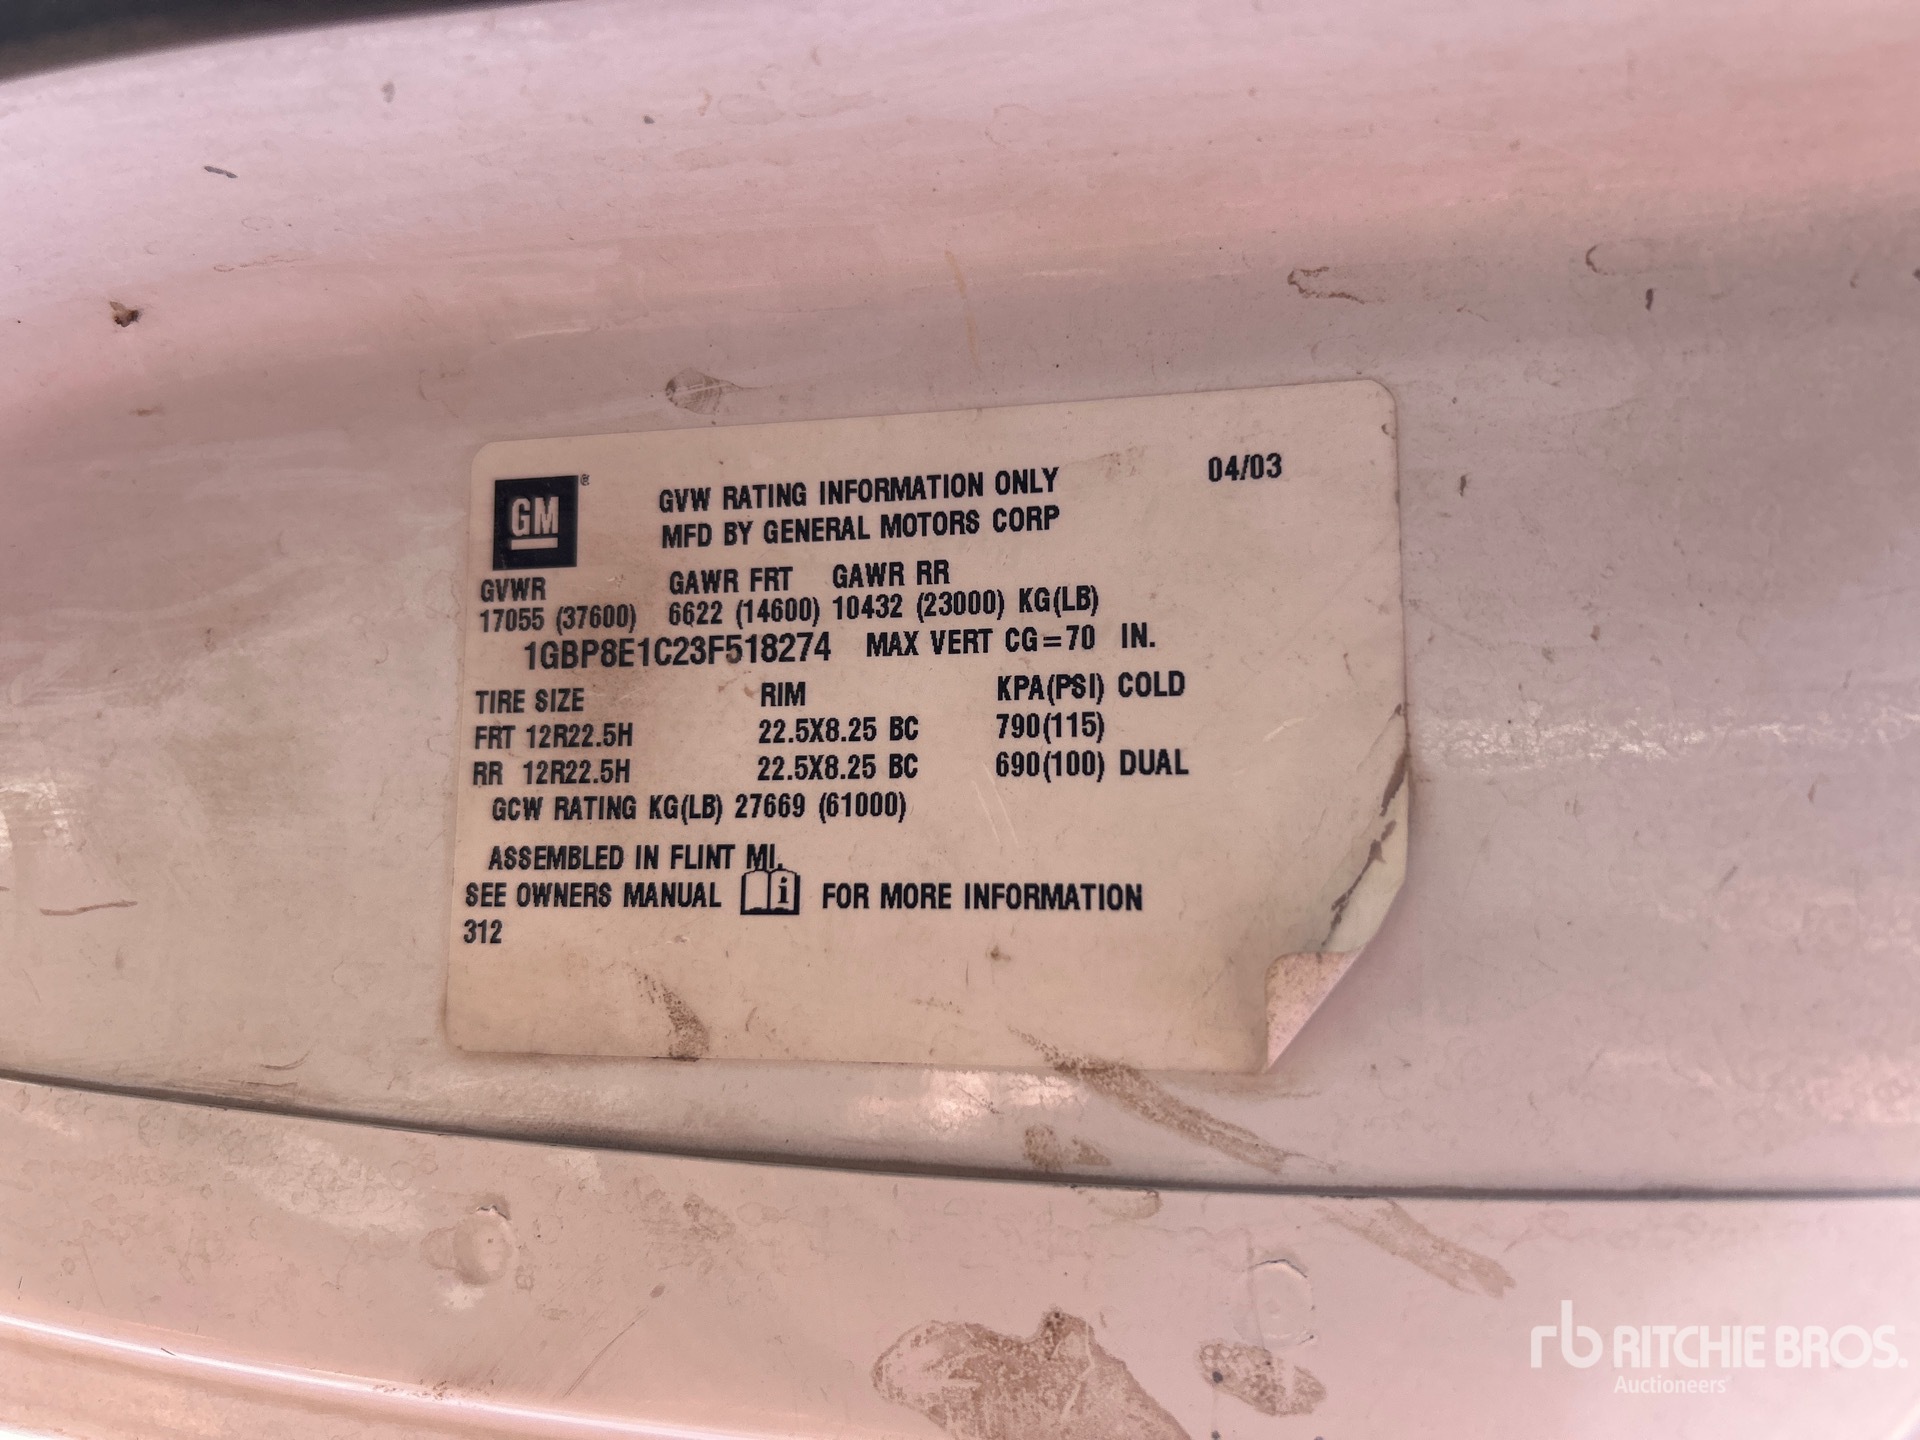 GM ®
GVW RATING INFORMATION ONLY 04/03
MFD BY GENERAL MOTORS CORP
GVWR GAWR FRT GAWR RR
17055 (37600) 6622 (14600) 10432 (23000) KG(LB)
1GBP8E1C23F518274 MAX VERT CG=70 IN.
TIRE SIZE RIM KPA(PSI) COLD
FRT 12R22.5H 22.5X8.25 BC 790(115)
RR 12R22.5H 22.5X8.25 BC 690(100) DUAL
GCW RATING KG(LB) 27669 (61000)
ASSEMBLED IN FLINT MI.
SEE OWNERS MANUAL i FOR MORE INFORMATION
312
rb RITCHIE BROS.
Auctioneers